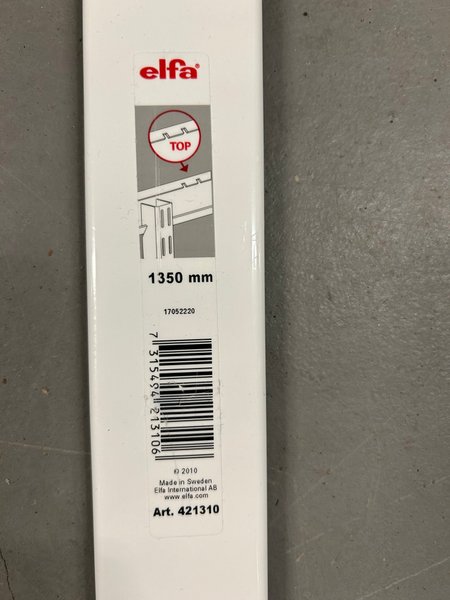 elfa®
TOP
1350 mm
17052220
7 315494 213106
© 2010
Made in Sweden
Elfa International AB
www.elfa.com
Art. 421310